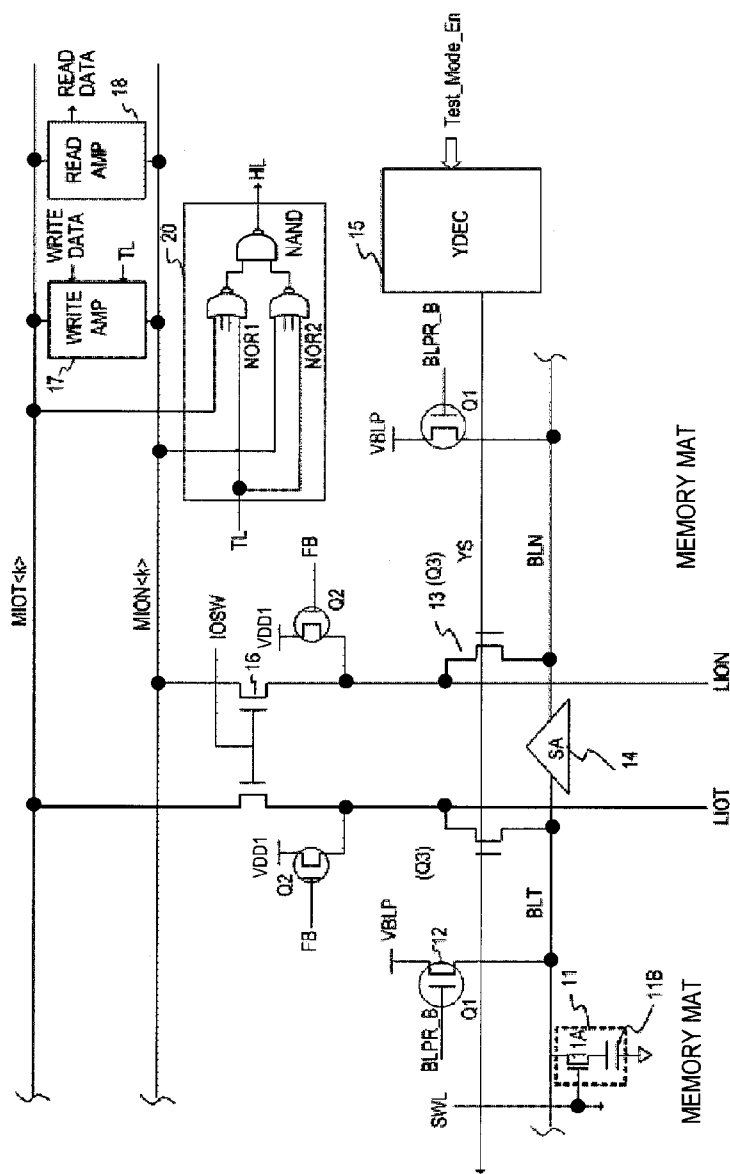 MIOT<k>
MION<k>
WRITE
AMP
17
WRITE
DATA
TL
READ
AMP
18
READ
DATA
IOSW
16
VDD1
Q2
FB
VDD1
Q2
FB
20
TL
NOR1
NOR2
NAND
HL
VBLP
BLPR_B
Q1
12
(Q3)
13 (Q3)
YS
VBLP
BLPR_B
Q1
15
YDEC
Test_Mode_En
SWL
11
11A
11B
BLT
SA
14
BLN
MEMORY MAT
LIOT
LION
MEMORY MAT